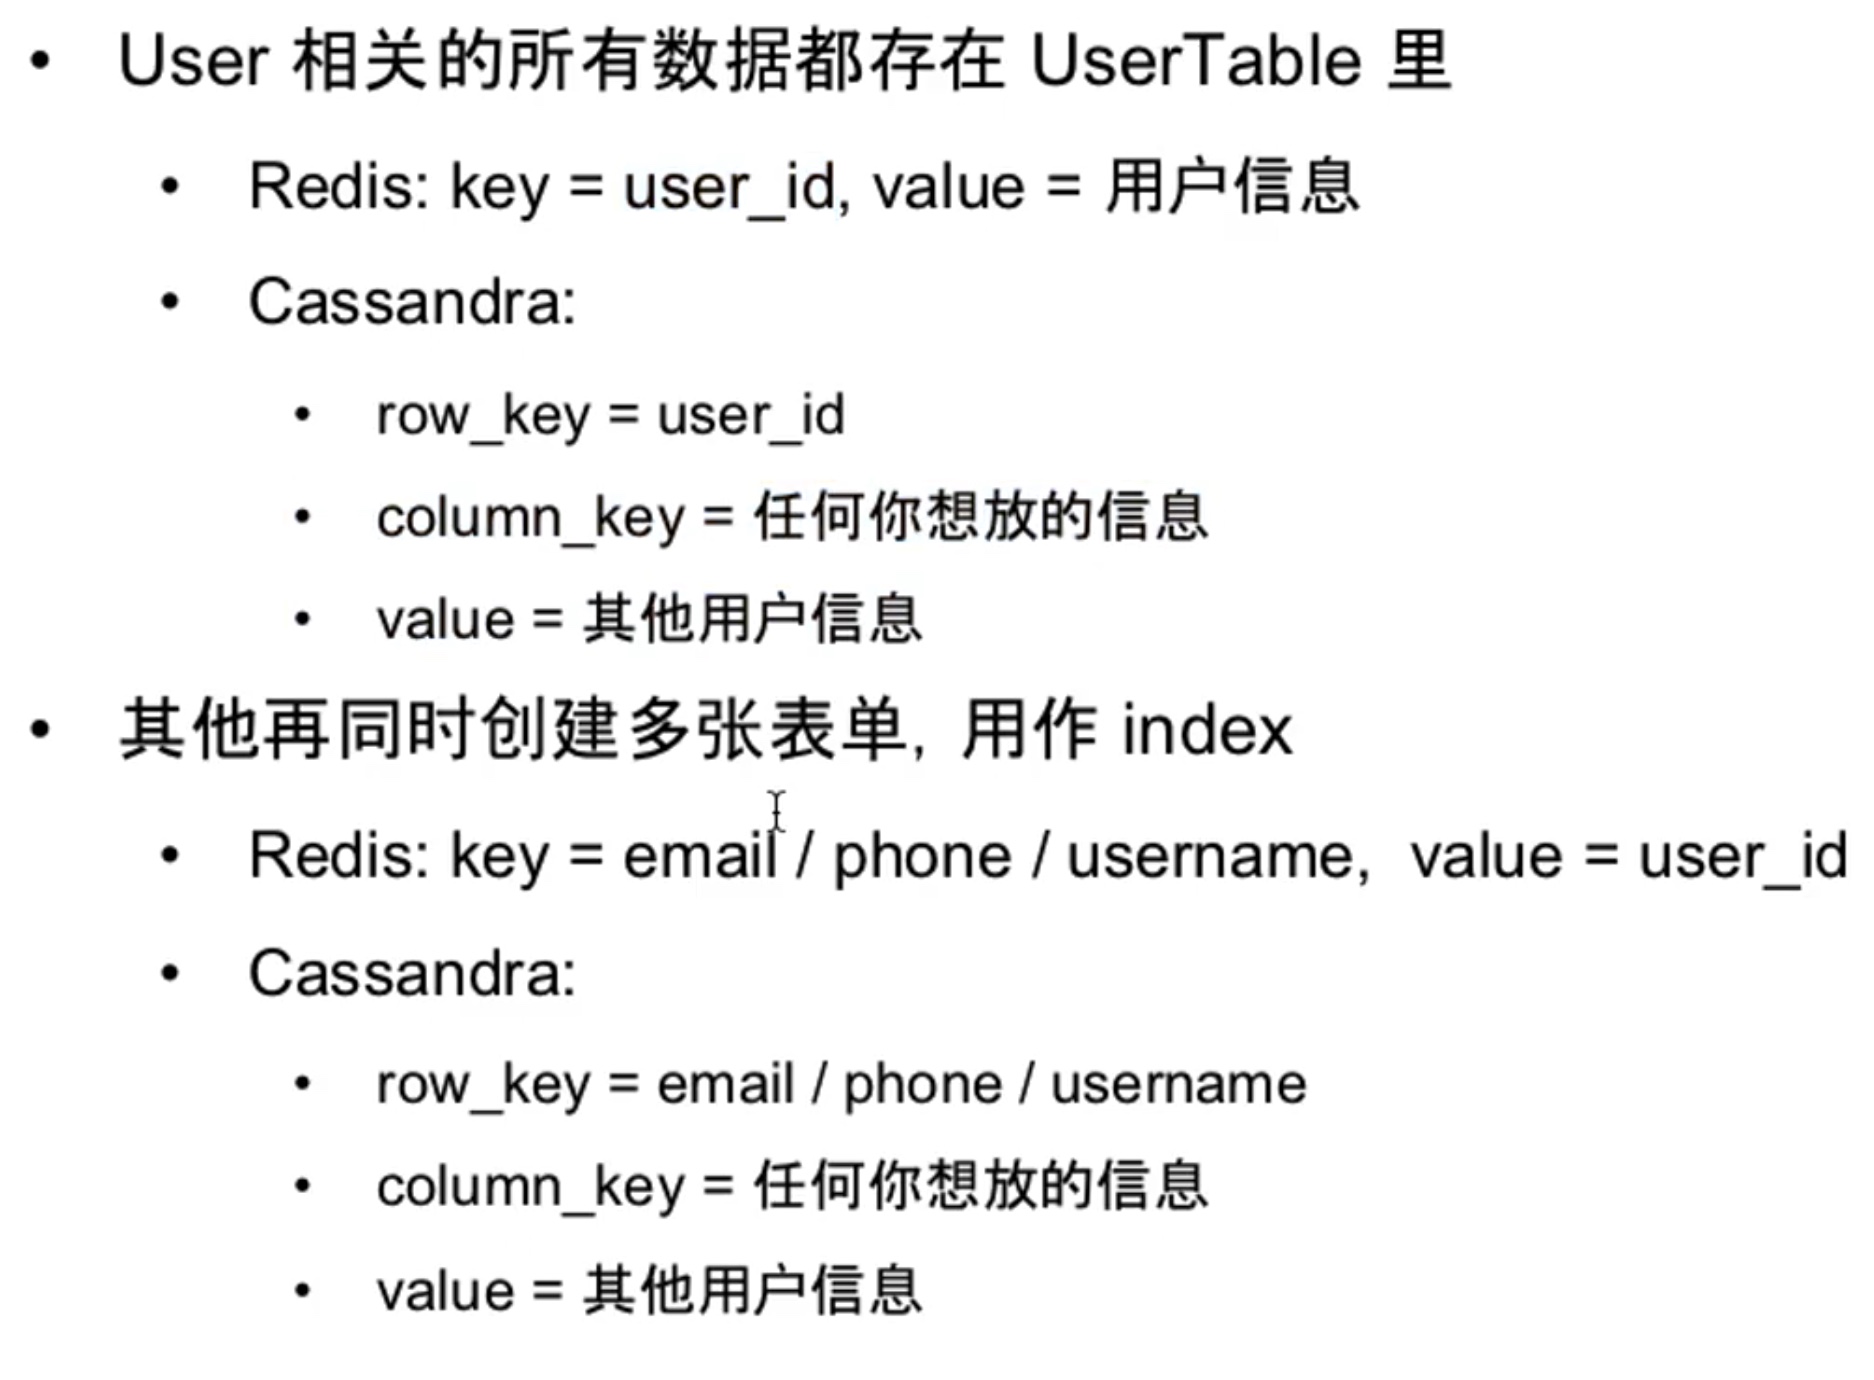 • User 相关的所有数据都存在 UserTable 里
• Redis: key = user_id, value = 用户信息
• Cassandra:
• row_key = user_id
• column_key = 任何你想放的信息
• value = 其他用户信息
• 其他再同时创建多张表单, 用作 index
• Redis: key = email / phone / username, value = user_id
• Cassandra:
• row_key = email / phone / username
• column_key = 任何你想放的信息
• value = 其他用户信息